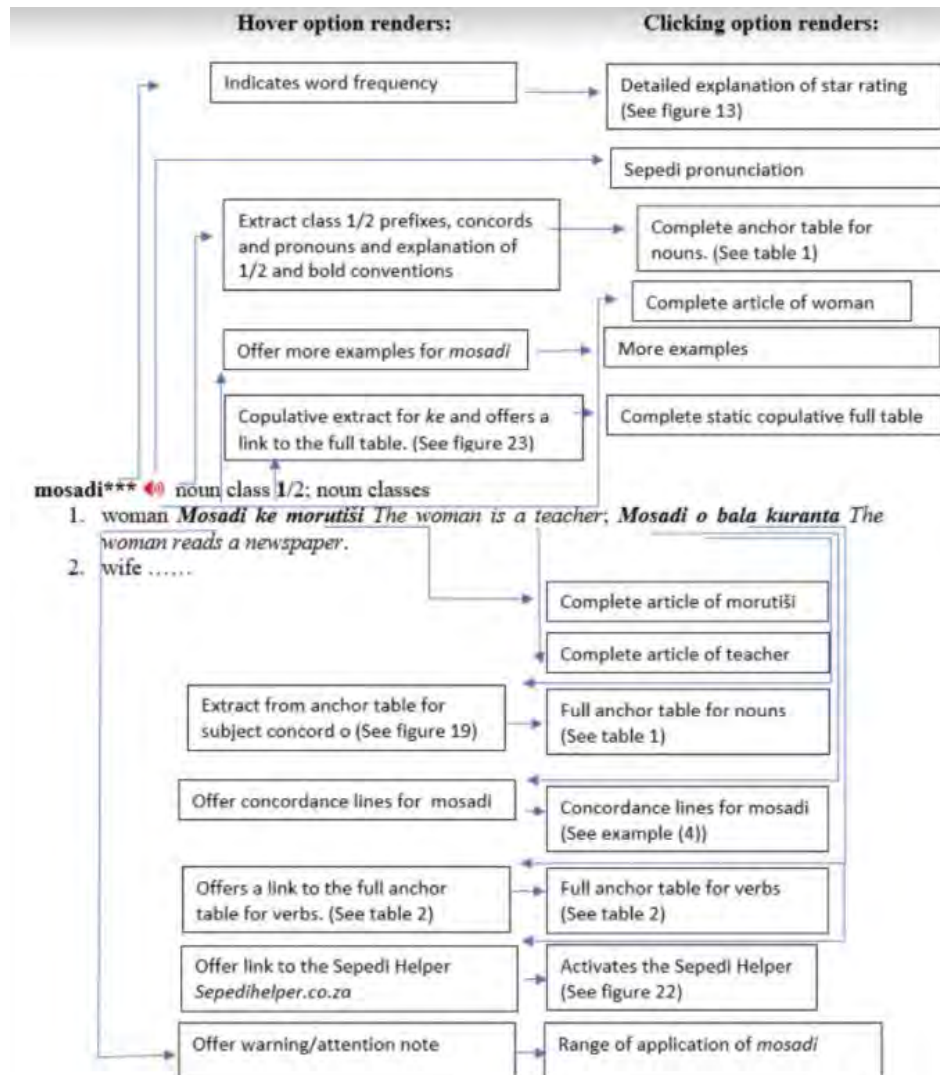 Hover option renders:
Clicking option renders:
Indicates word frequency
Detailed explanation of star rating
(See figure 13)
Sepedi pronunciation
Extract class 1/2 prefixes, concords
and pronouns and explanation of
1/2 and bold conventions
Complete anchor table for
nouns. (See table 1)
Complete article of woman
Offer more examples for mosadi
More examples
Copulative extract for ke and offers a
link to the full table. (See figure 23)
Complete static copulative full table
mosadi*** noun class 1/2; noun classes
1. woman Mosadi ke morutiši The woman is a teacher; Mosadi o bala kuranta The
woman reads a newspaper.
2. wife ……
Complete article of morutiši
Complete article of teacher
Extract from anchor table for
subject concord o (See figure 19)
Full anchor table for nouns
(See table 1)
Offer concordance lines for mosadi
Concordance lines for mosadi
(See example (4))
Offers a link to the full anchor
table for verbs. (See table 2)
Full anchor table for verbs
(See table 2)
Offer link to the Sepedi Helper
Sepedihelper.co.za
Activates the Sepedi Helper
(See figure 22)
Offer warning/attention note
Range of application of mosadi